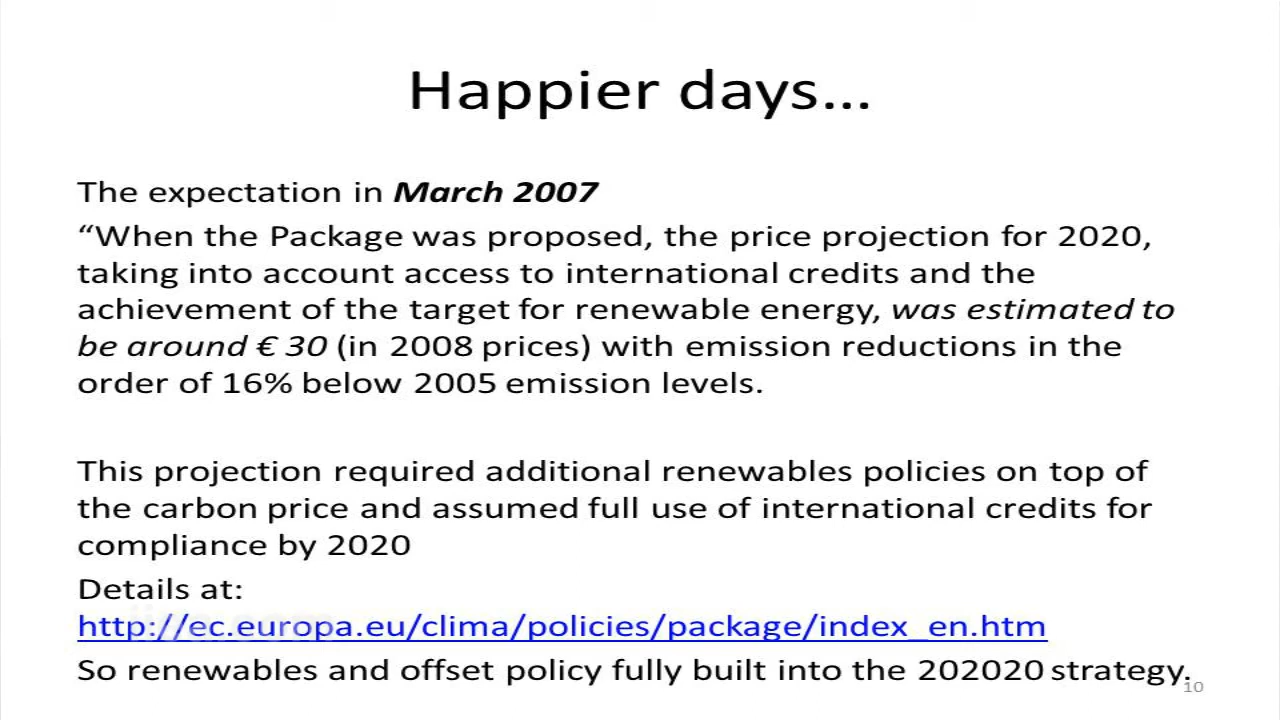 Happier days...
The expectation in March 2007
“When the Package was proposed, the price projection for 2020,
taking into account access to international credits and the
achievement of the target for renewable energy, was estimated to
be around € 30 (in 2008 prices) with emission reductions in the
order of 16% below 2005 emission levels.
This projection required additional renewables policies on top of
the carbon price and assumed full use of international credits for
compliance by 2020
Details at:
http://ec.europa.eu/clima/policies/package/index_en.htm
So renewables and offset policy fully built into the 202020 strategy.
10